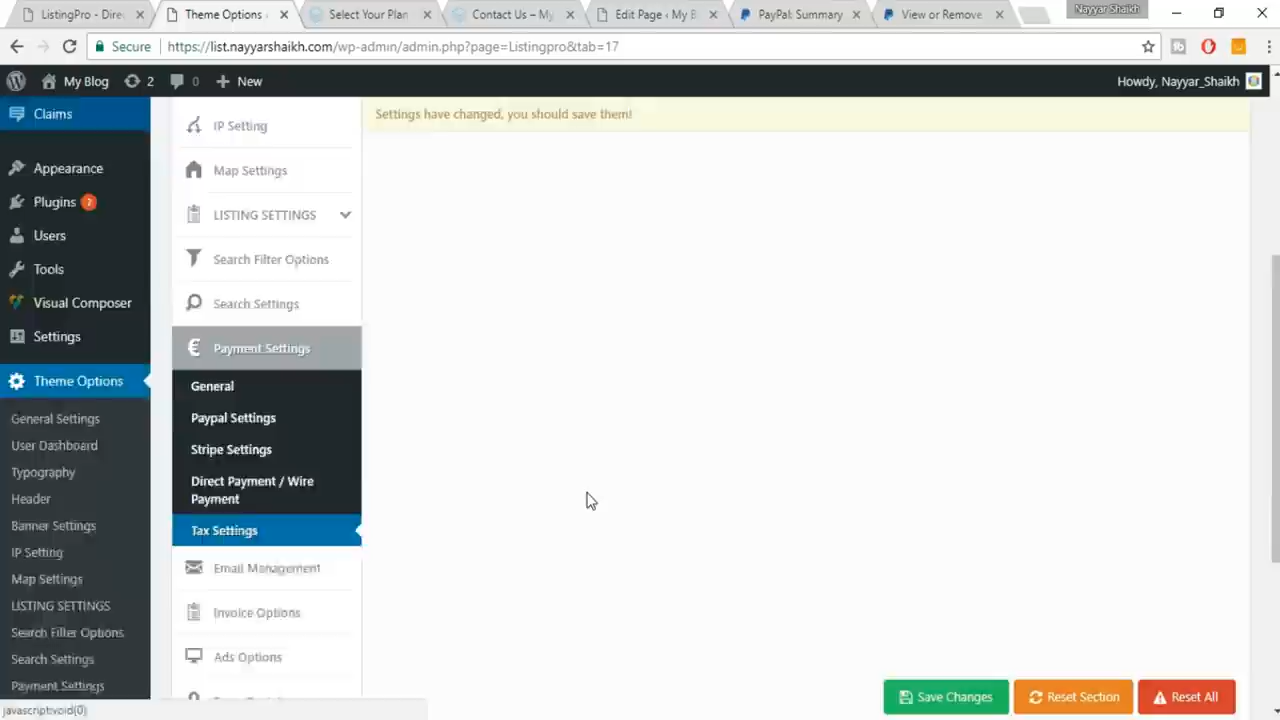 ListingPro - Direc
Theme Options
Select Your Plan
Contact Us – My
Edit Page ‹ My B
PayPak Summary
View or Remove
Nayyar Shaikh
Secure
https://list.nayyarshaikh.com/wp-admin/admin.php?page=Listingpro&tab=17
My Blog
2
0
New
Howdy, Nayyar_Shaikh
Claims
Appearance
Plugins 2
Users
Tools
Visual Composer
Settings
Theme Options
General Settings
User Dashboard
Typography
Header
Banner Settings
IP Setting
Map Settings
LISTING SETTINGS
Search Filter Options
Search Settings
Payment Settings
javascript:void(0)
IP Setting
Map Settings
LISTING SETTINGS
Search Filter Options
Search Settings
€ Payment Settings
General
Paypal Settings
Stripe Settings
Direct Payment / Wire
Payment
Tax Settings
Email Management
Invoice Options
Ads Options
Settings have changed, you should save them!
Save Changes
Reset Section
Reset All